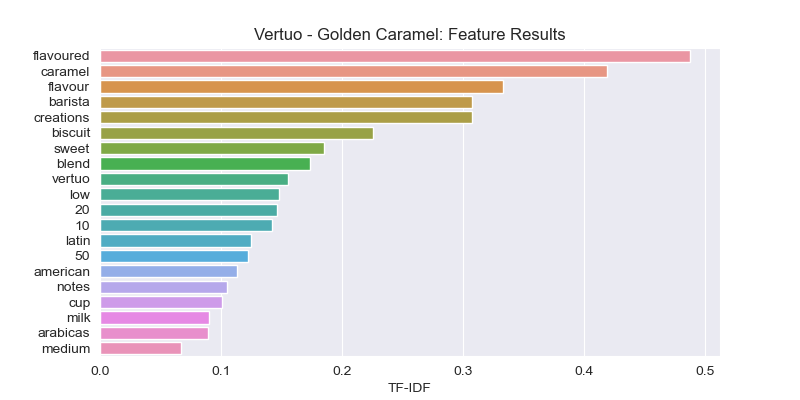 Vertuo - Golden Caramel: Feature Results
flavoured
caramel
flavour
barista
creations
biscuit
sweet
blend
vertuo
low
20
10
latin
50
american
notes
cup
milk
arabicas
medium
0.0 0.1 0.2 0.3 0.4 0.5
TF-IDF